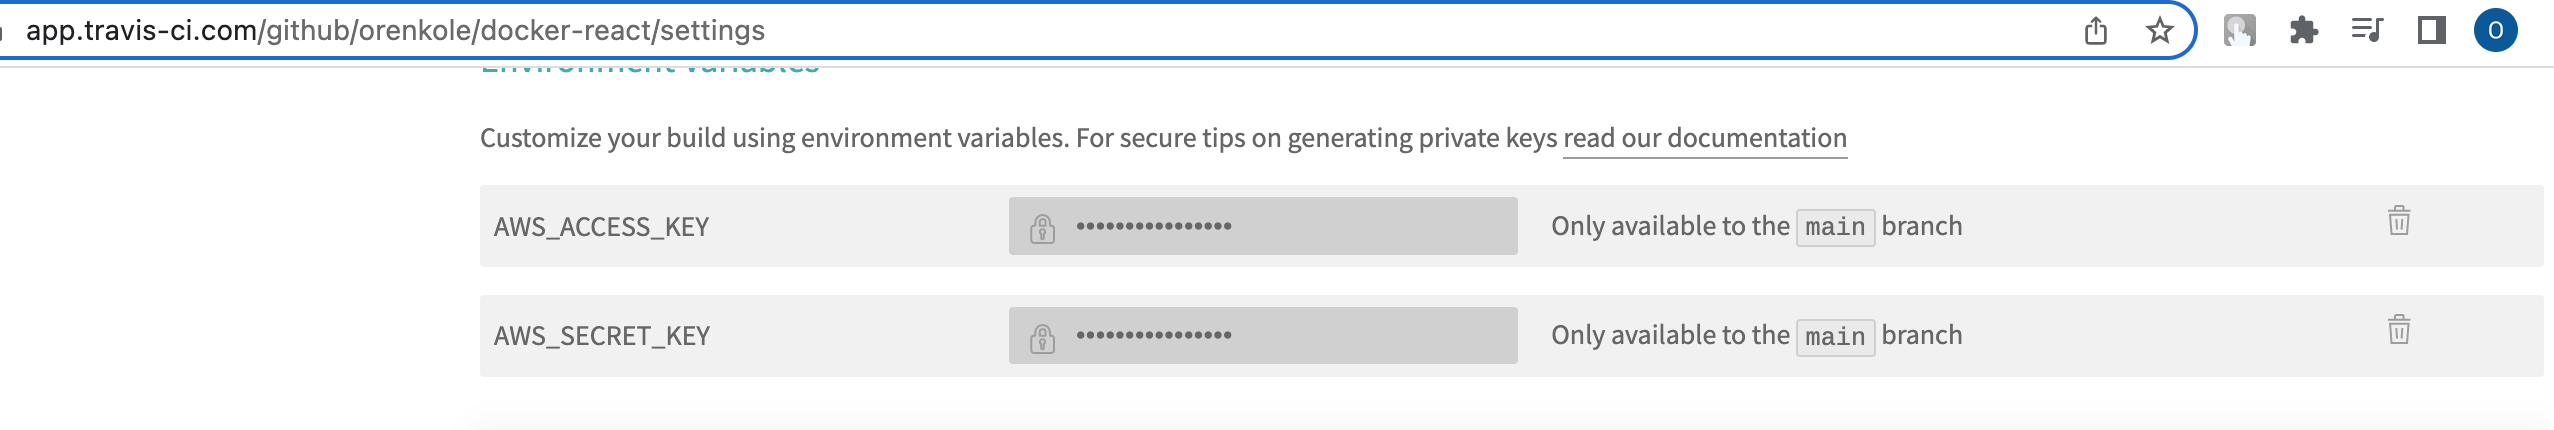 app.travis-ci.com/github/orenkole/docker-react/settings
O
Environment Variables
Customize your build using environment variables. For secure tips on generating private keys read our documentation
AWS_ACCESS_KEY •••••••••••••••• Only available to the main branch
AWS_SECRET_KEY •••••••••••••••• Only available to the main branch